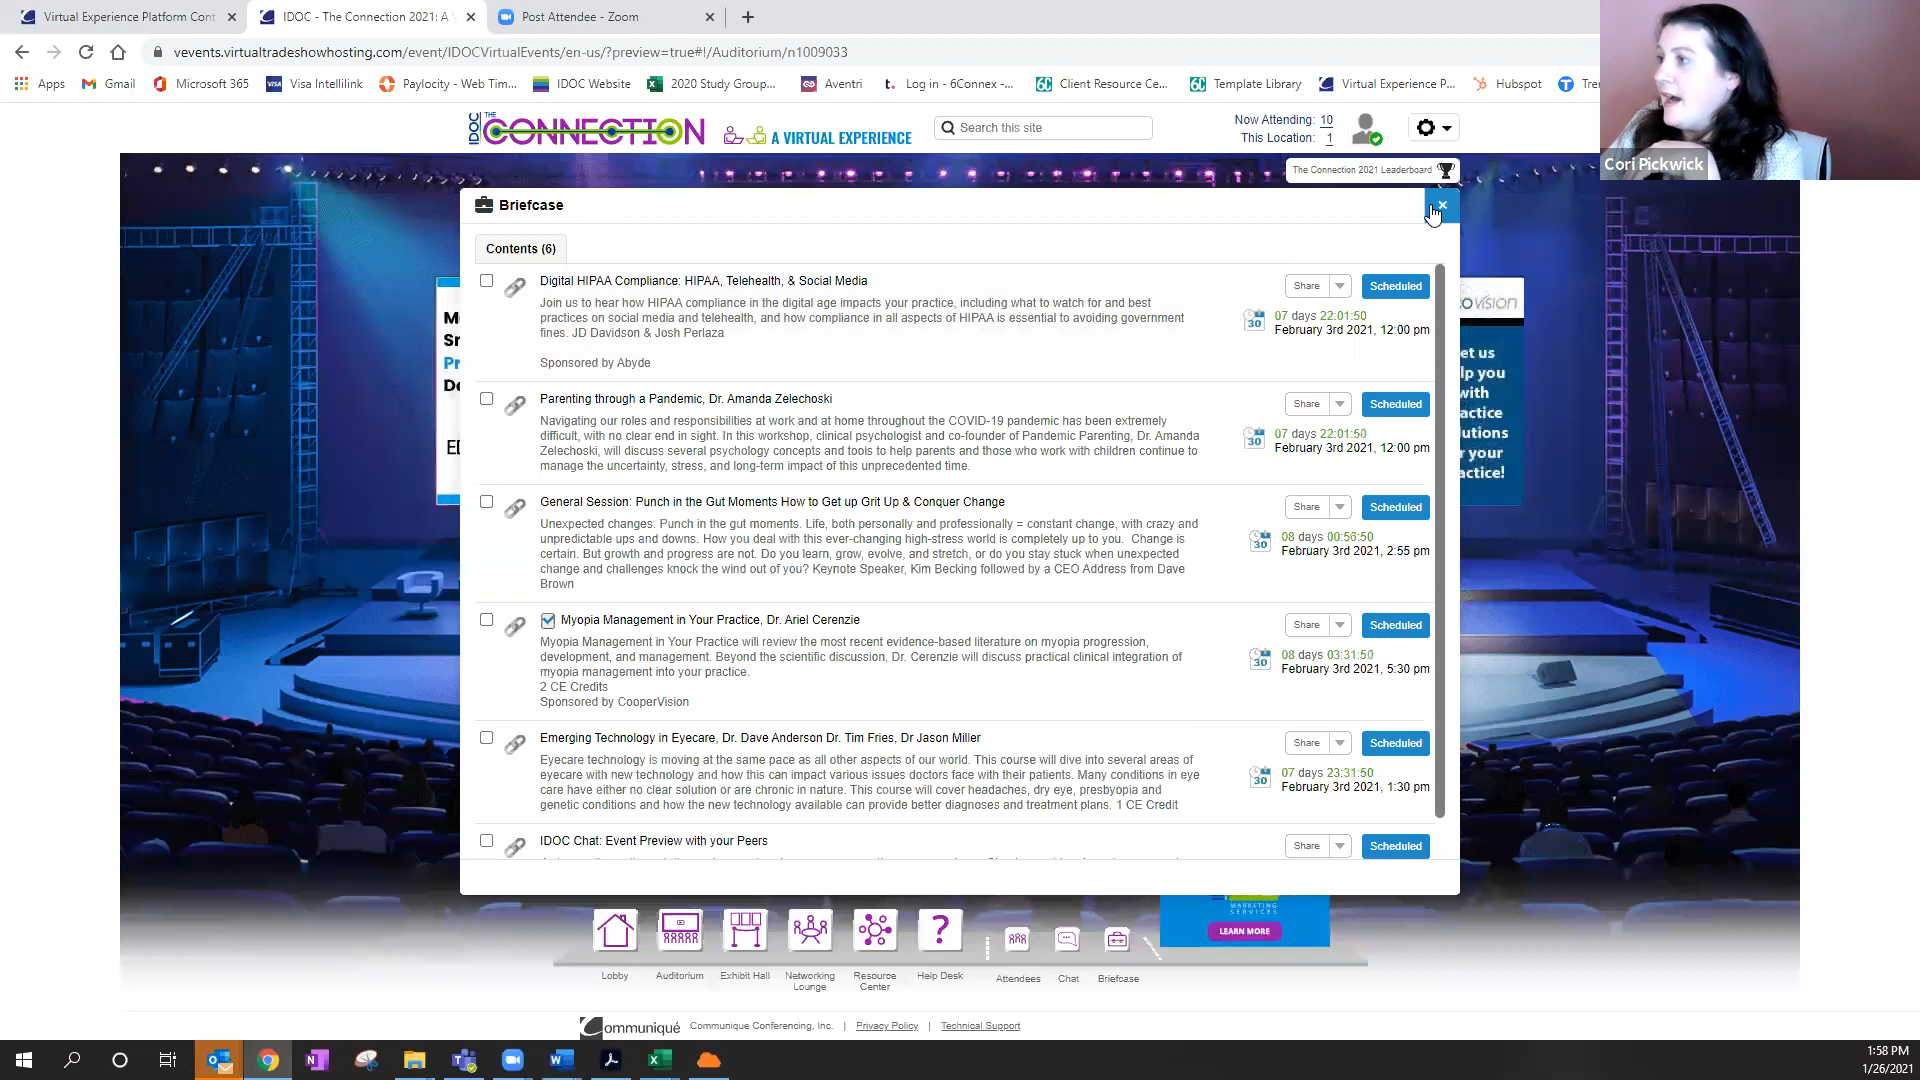 Virtual Experience Platform Cont
IDOC - The Connection 2021: A
Post Attendee - Zoom
vevents.virtualtradeshowhosting.com/event/IDOCVirtualEvents/en-us/?preview=true#!/Auditorium/n1009033
Apps
Gmail
Microsoft 365
Visa Intellilink
Paylocity - Web Tim...
IDOC Website
2020 Study Group...
Aventri
Log in - 6Connex -...
Client Resource Ce...
Template Library
Virtual Experience P...
Hubspot
Cori Pickwick
IDOC THE CONNECTION
A VIRTUAL EXPERIENCE
Search this site
Now Attending: 10
This Location: 1
The Connection 2021 Leaderboard
Briefcase
Contents (6)
Digital HIPAA Compliance: HIPAA, Telehealth, & Social Media
Join us to hear how HIPAA compliance in the digital age impacts your practice, including what to watch for and best
practices on social media and telehealth, and how compliance in all aspects of HIPAA is essential to avoiding government
fines. JD Davidson & Josh Perlaza
Sponsored by Abyde
Share
Scheduled
30
07 days 22:01:50
February 3rd 2021, 12:00 pm
Parenting through a Pandemic, Dr. Amanda Zelechoski
Navigating our roles and responsibilities at work and at home throughout the COVID-19 pandemic has been extremely
difficult, with no clear end in sight. In this workshop, clinical psychologist and co-founder of Pandemic Parenting, Dr. Amanda
Zelechoski, will discuss several psychology concepts and tools to help parents and those who work with children continue to
manage the uncertainty, stress, and long-term impact of this unprecedented time.
Share
Scheduled
30
07 days 22:01:50
February 3rd 2021, 12:00 pm
General Session: Punch in the Gut Moments How to Get up Grit Up & Conquer Change
Unexpected changes. Punch in the gut moments. Life, both personally and professionally = constant change, with crazy and
unpredictable ups and downs. How you deal with this ever-changing high-stress world is completely up to you. Change is
certain. But growth and progress are not. Do you learn, grow, evolve, and stretch, or do you stay stuck when unexpected
change and challenges knock the wind out of you? Keynote Speaker, Kim Becking followed by a CEO Address from Dave
Brown
Share
Scheduled
30
08 days 00:56:50
February 3rd 2021, 2:55 pm
Myopia Management in Your Practice, Dr. Ariel Cerenzie
Myopia Management in Your Practice will review the most recent evidence-based literature on myopia progression,
development, and management. Beyond the scientific discussion, Dr. Cerenzie will discuss practical clinical integration of
myopia management into your practice.
2 CE Credits
Sponsored by CooperVision
Share
Scheduled
30
08 days 03:31:50
February 3rd 2021, 5:30 pm
Emerging Technology in Eyecare, Dr. Dave Anderson Dr. Tim Fries, Dr Jason Miller
Eyecare technology is moving at the same pace as all other aspects of our world. This course will dive into several areas of
eyecare with new technology and how this can impact various issues doctors face with their patients. Many conditions in eye
care have either no clear solution or are chronic in nature. This course will cover headaches, dry eye, presbyopia and
genetic conditions and how the new technology available can provide better diagnoses and treatment plans. 1 CE Credit
Share
Scheduled
30
07 days 23:31:50
February 3rd 2021, 1:30 pm
IDOC Chat: Event Preview with your Peers
Share
Scheduled
MARKETING
SERVICES
LEARN MORE
Lobby
Auditorium
Exhibit Hall
Networking
Lounge
Resource
Center
Help Desk
Attendees
Chat
Briefcase
ommuniqué
Communique Conferencing, Inc. | Privacy Policy | Technical Support
1:58 PM
1/26/2021